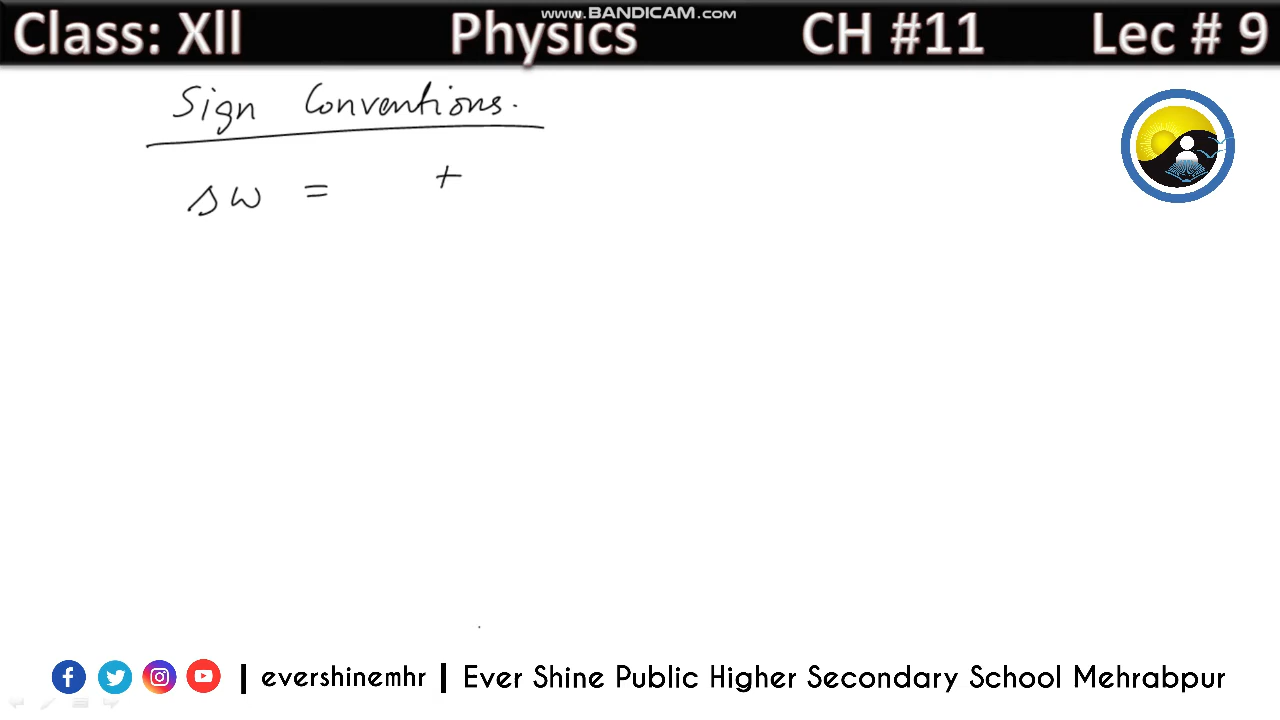 www.BANDICAM.com
Class: XII Physics CH #11 Lec # 9
Sign Conventions.
Δw = +
| evershinemhr | Ever Shine Public Higher Secondary School Mehrabpur